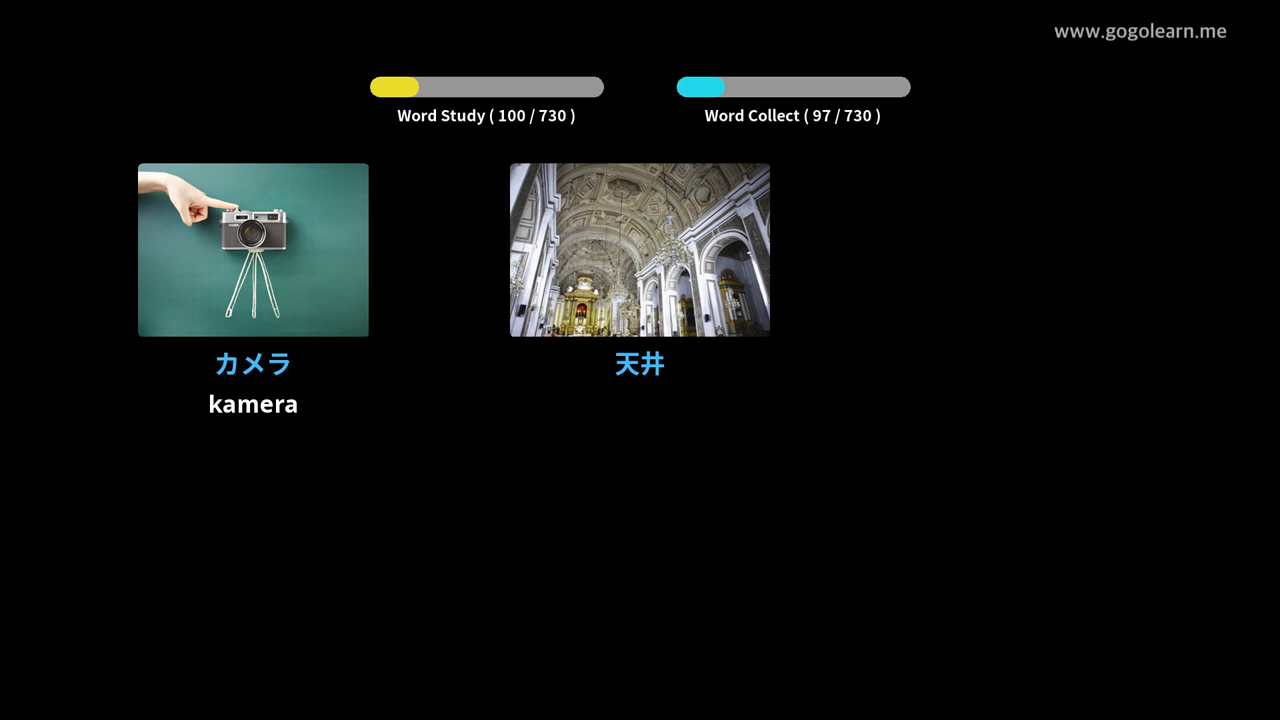 www.gogolearn.me
Word Study ( 100 / 730 )
Word Collect ( 97 / 730 )
カメラ
kamera
天井